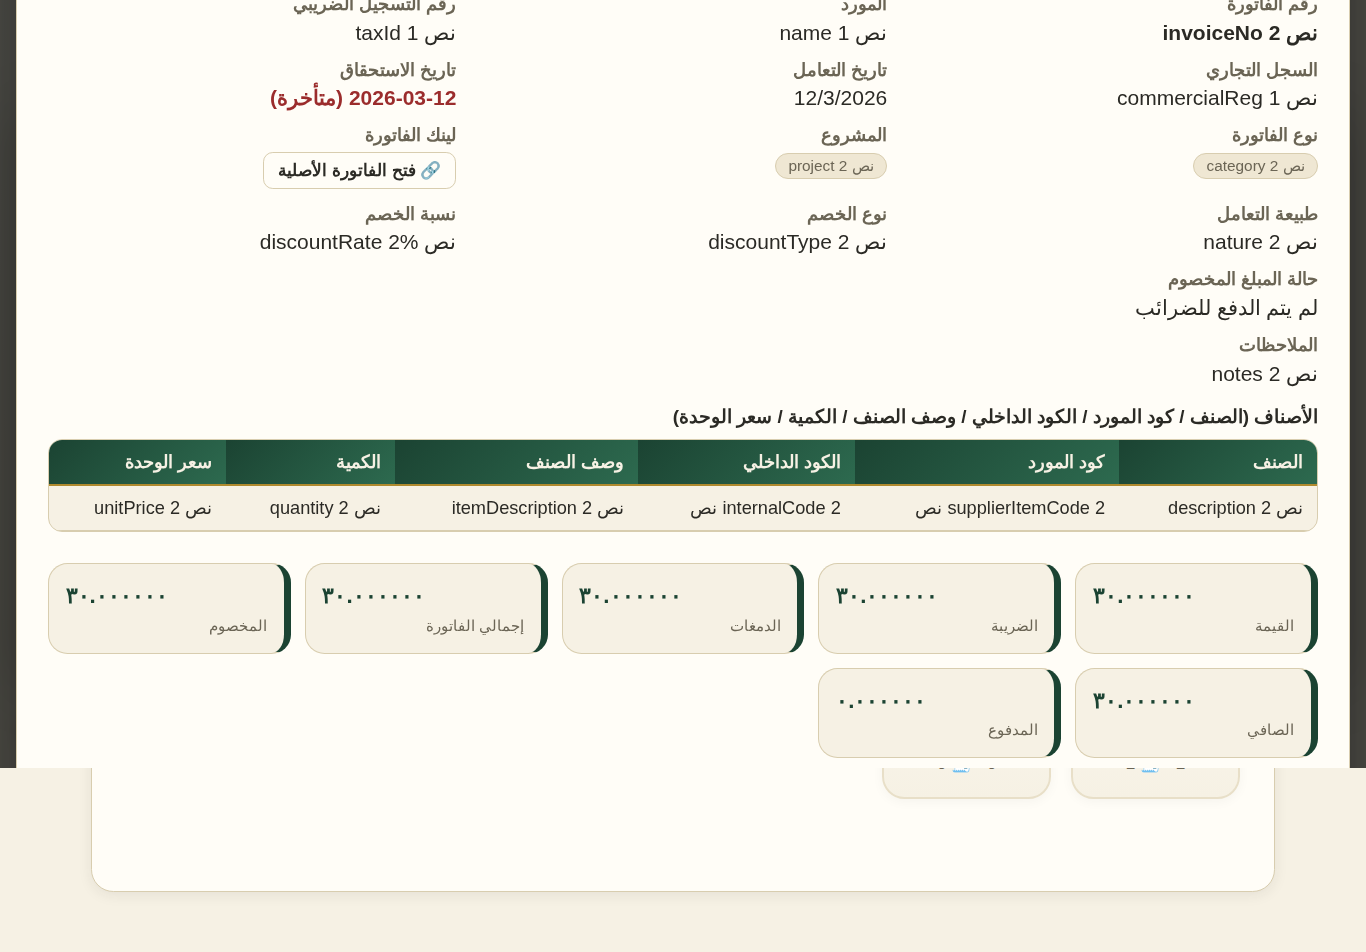 رقم الفاتورة
نص 2 invoiceNo
المورد
نص 1 name
رقم التسجيل الضريبي
نص 1 taxId
السجل التجاري
نص 1 commercialReg
تاريخ التعامل
12/3/2026
تاريخ الاستحقاق
2026-03-12 (متأخرة)
نوع الفاتورة
نص 2 category
المشروع
نص 2 project
لينك الفاتورة
🔗 فتح الفاتورة الأصلية
طبيعة التعامل
نص 2 nature
نوع الخصم
نص 2 discountType
نسبة الخصم
نص 2 discountRate%
حالة المبلغ المخصوم
لم يتم الدفع للضرائب
الملاحظات
نص 2 notes
الأصناف (الصنف / كود المورد / الكود الداخلي / وصف الصنف / الكمية / سعر الوحدة)
الصنف كود المورد الكود الداخلي وصف الصنف الكمية سعر الوحدة
نص 2 description 2 supplierItemCode نص 2 internalCode نص نص 2 itemDescription نص 2 quantity نص 2 unitPrice
٣٠.٠٠٠٠٠٠
القيمة
٣٠.٠٠٠٠٠٠
الضريبة
٣٠.٠٠٠٠٠٠
الدمغات
٣٠.٠٠٠٠٠٠
إجمالي الفاتورة
٣٠.٠٠٠٠٠٠
المخصوم
٣٠.٠٠٠٠٠٠
الصافي
٠.٠٠٠٠٠٠
المدفوع